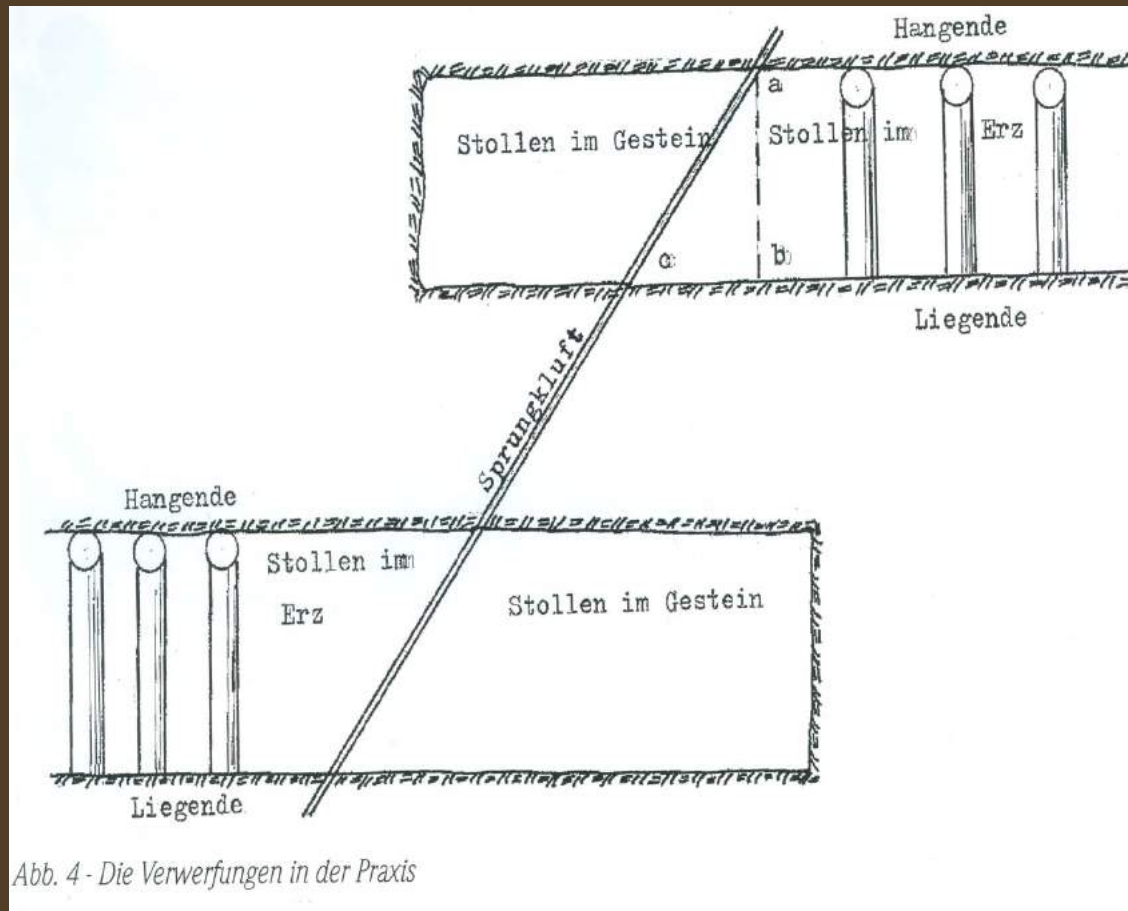 Hangende
a
Stollen im Gestein
Stollen im Erz
c
b
Liegende
Sprungkluft
Hangende
Stollen im
Erz
Stollen im Gestein
Liegende
Abb. 4 - Die Verwerfungen in der Praxis